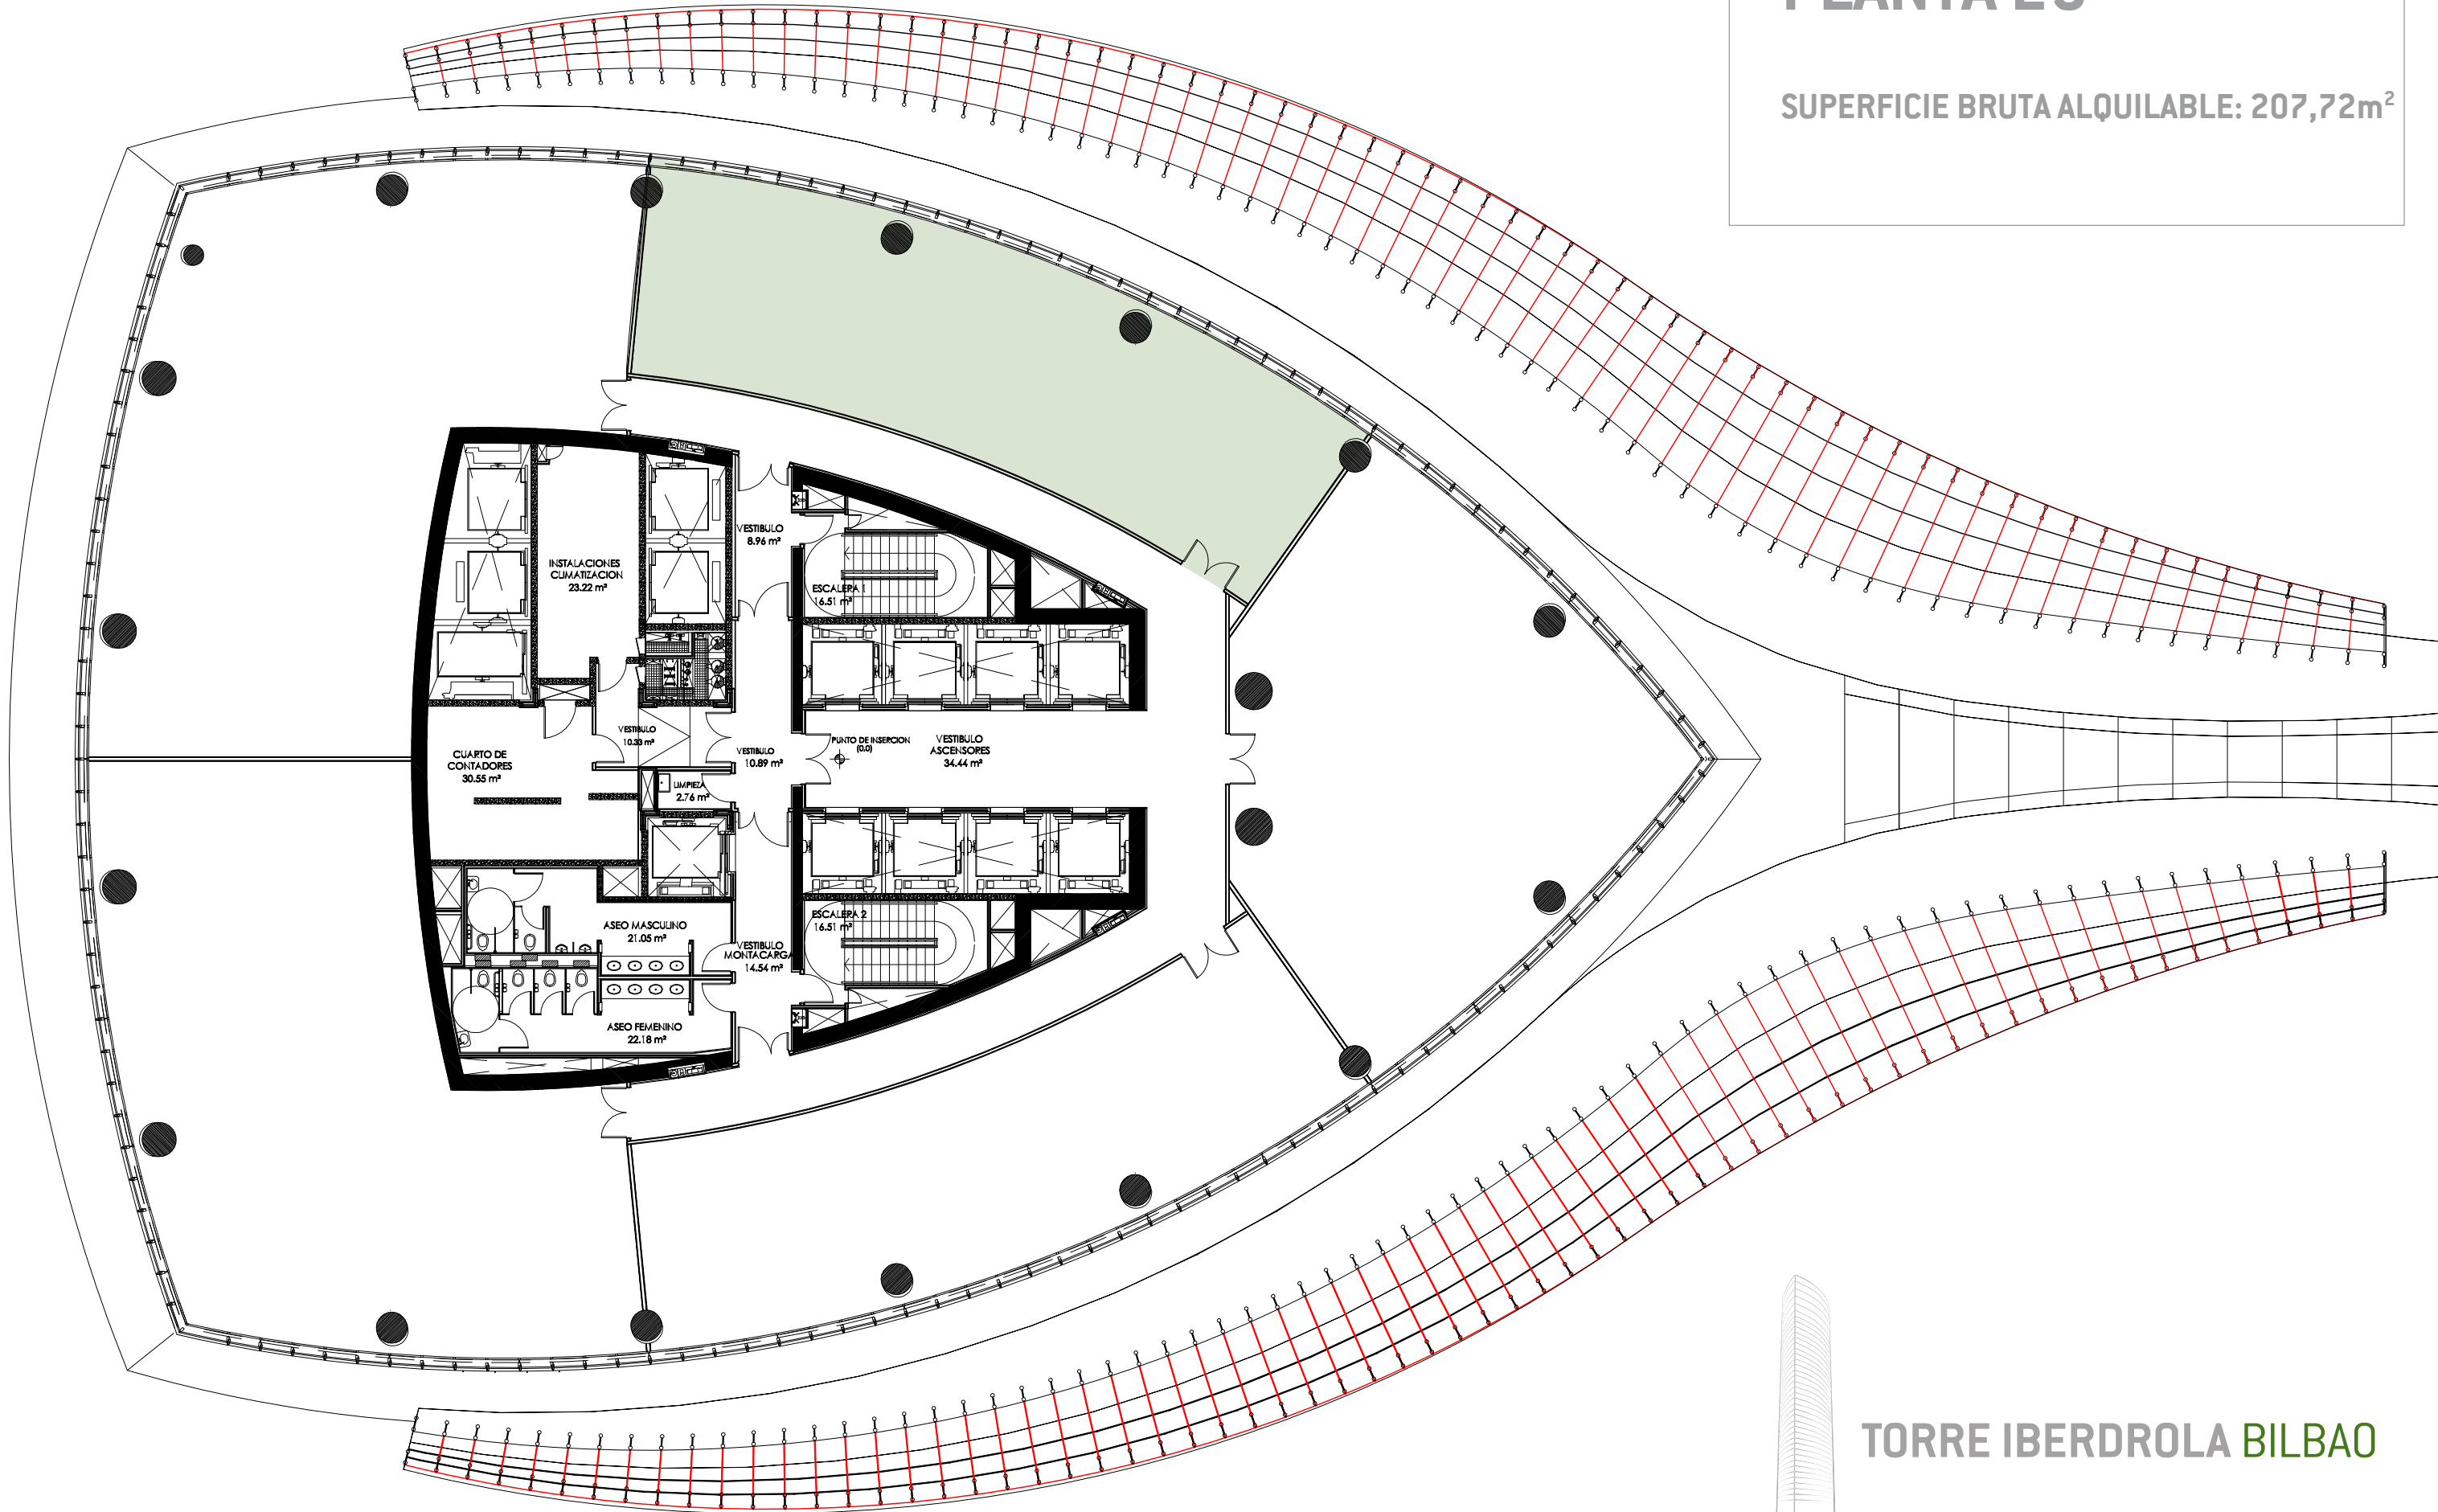 SUPERFICIE BRUTA ALQUILABLE: 207,72m²
VESTIBULO
8.96 m²
INSTALACIONES
CLIMATIZACION
23.22 m²
ESCALERA 1
16.51 m²
VESTIBULO
10.33 m²
CUARTO DE
CONTADORES
30.55 m²
VESTIBULO
10.89 m²
PUNTO DE INSERCION
(0.0)
VESTIBULO
ASCENSORES
34.44 m²
LIMPIEZA
2.76 m²
ASEO MASCULINO
21.05 m²
ESCALERA 2
16.51 m²
VESTIBULO
MONTACARGA
14.54 m²
ASEO FEMENINO
22.18 m²
TORRE IBERDROLA BILBAO